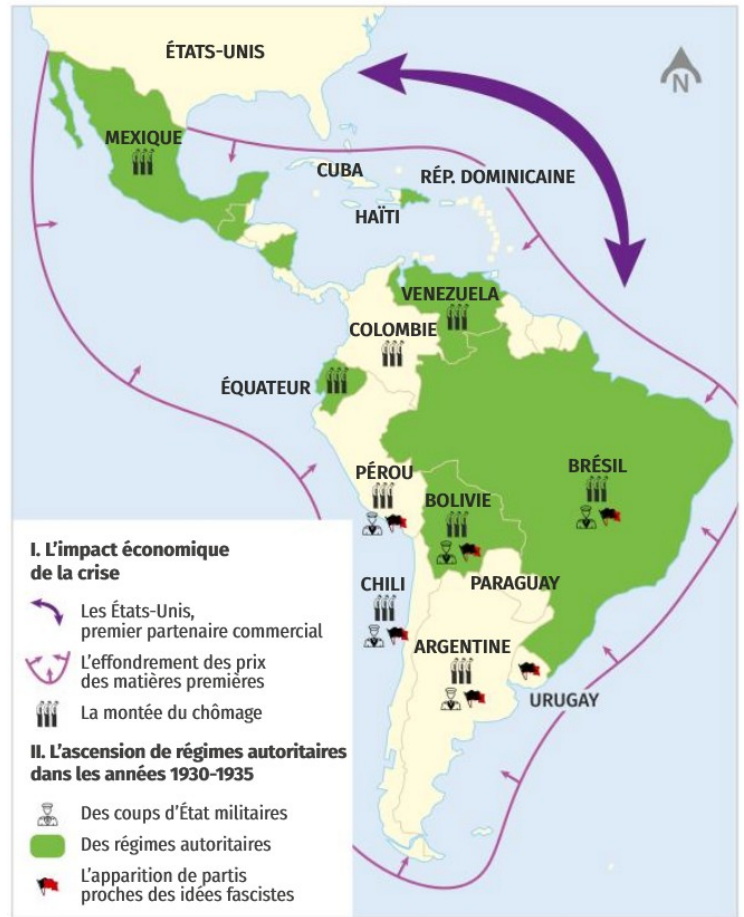 ÉTATS-UNIS
N
MEXIQUE
CUBA
RÉP. DOMINICAINE
HAÏTI
VENEZUELA
COLOMBIE
ÉQUATEUR
PÉROU
BRÉSIL
BOLIVIE
CHILI
PARAGUAY
ARGENTINE
URUGAY
I. L'impact économique
de la crise
Les États-Unis,
premier partenaire commercial
L'effondrement des prix
des matières premières
La montée du chômage
II. L'ascension de régimes autoritaires
dans les années 1930-1935
Des coups d'État militaires
Des régimes autoritaires
L'apparition de partis
proches des idées fascistes